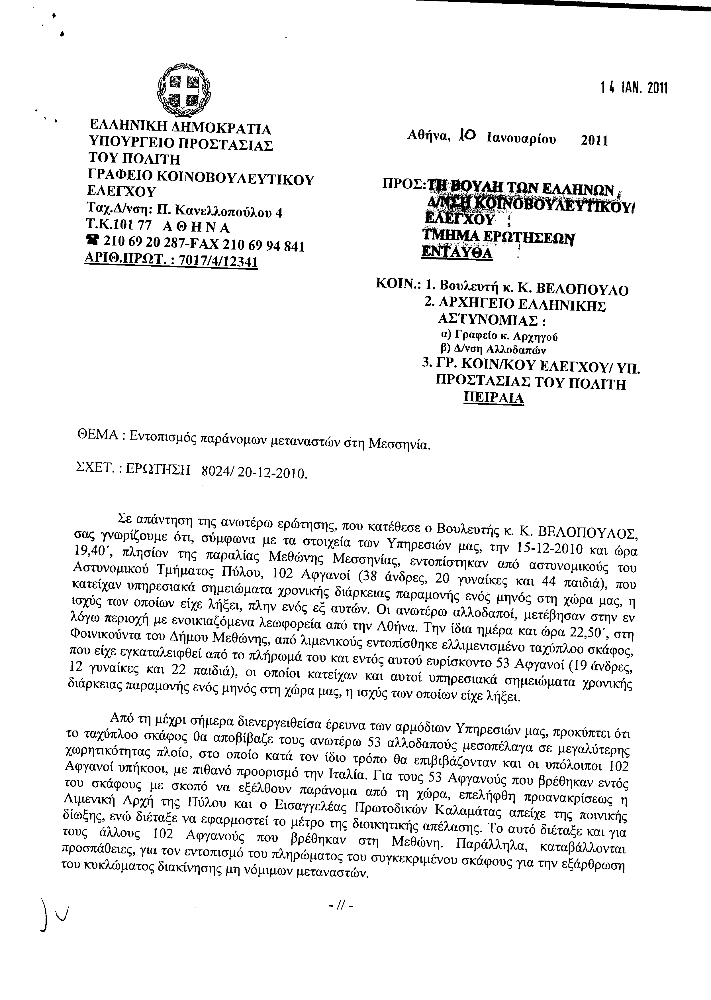 14 ΙΑΝ. 2011
ΕΛΛΗΝΙΚΗ ΔΗΜΟΚΡΑΤΙΑ
ΥΠΟΥΡΓΕΙΟ ΠΡΟΣΤΑΣΙΑΣ
ΤΟΥ ΠΟΛΙΤΗ
ΓΡΑΦΕΙΟ ΚΟΙΝΟΒΟΥΛΕΥΤΙΚΟΥ
ΕΛΕΓΧΟΥ
Ταχ.Δ/νση: Π. Κανελλοπούλου 4
Τ.Κ.101 77 Α Θ Η Ν Α
☎ 210 69 20 287-FAX 210 69 94 841
ΑΡΙΘ.ΠΡΩΤ. : 7017/4/12341
Αθήνα, 10 Ιανουαρίου 2011
ΠΡΟΣ:ΤΗ ΒΟΥΛΗ ΤΩΝ ΕΛΛΗΝΩΝ
Δ/ΝΣΗ ΚΟΙΝΟΒΟΥΛΕΥΤΙΚΟΥ/
ΕΛΕΓΧΟΥ
ΤΜΗΜΑ ΕΡΩΤΗΣΕΩΝ
ΕΝΤΑΥΘΑ
ΚΟΙΝ.: 1. Βουλευτή κ. Κ. ΒΕΛΟΠΟΥΛΟ
2. ΑΡΧΗΓΕΙΟ ΕΛΛΗΝΙΚΗΣ
ΑΣΤΥΝΟΜΙΑΣ :
α) Γραφείο κ. Αρχηγού
β) Δ/νση Αλλοδαπών
3. ΓΡ. ΚΟΙΝ/ΚΟΥ ΕΛΕΓΧΟΥ/ ΥΠ.
ΠΡΟΣΤΑΣΙΑΣ ΤΟΥ ΠΟΛΙΤΗ
ΠΕΙΡΑΙΑ
ΘΕΜΑ : Εντοπισμός παράνομων μεταναστών στη Μεσσηνία.
ΣΧΕΤ. : ΕΡΩΤΗΣΗ 8024/ 20-12-2010.
Σε απάντηση της ανωτέρω ερώτησης, που κατέθεσε ο Βουλευτής κ. Κ. ΒΕΛΟΠΟΥΛΟΣ,
σας γνωρίζουμε ότι, σύμφωνα με τα στοιχεία των Υπηρεσιών μας, την 15-12-2010 και ώρα
19,40΄, πλησίον της παραλίας Μεθώνης Μεσσηνίας, εντοπίστηκαν από αστυνομικούς του
Αστυνομικού Τμήματος Πύλου, 102 Αφγανοί (38 άνδρες, 20 γυναίκες και 44 παιδιά), που
κατείχαν υπηρεσιακά σημειώματα χρονικής διάρκειας παραμονής ενός μηνός στη χώρα μας, η
ισχύς των οποίων είχε λήξει, πλην ενός εξ αυτών. Οι ανωτέρω αλλοδαποί, μετέβησαν στην εν
λόγω περιοχή με ενοικιαζόμενα λεωφορεία από την Αθήνα. Την ίδια ημέρα και ώρα 22,50΄, στη
Φοινικούντα του Δήμου Μεθώνης, από λιμενικούς εντοπίσθηκε ελλιμενισμένο ταχύπλοο σκάφος,
που είχε εγκαταλειφθεί από το πλήρωμά του και εντός αυτού ευρίσκοντο 53 Αφγανοί (19 άνδρες,
12 γυναίκες και 22 παιδιά), οι οποίοι κατείχαν και αυτοί υπηρεσιακά σημειώματα χρονικής
διάρκειας παραμονής ενός μηνός στη χώρα μας, η ισχύς των οποίων είχε λήξει.
Από τη μέχρι σήμερα διενεργειθείσα έρευνα των αρμόδιων Υπηρεσιών μας, προκύπτει ότι
το ταχύπλοο σκάφος θα αποβίβαζε τους ανωτέρω 53 αλλοδαπούς μεσοπέλαγα σε μεγαλύτερης
χωρητικότητας πλοίο, στο οποίο κατά τον ίδιο τρόπο θα επιβιβάζονταν και οι υπόλοιποι 102
Αφγανοί υπήκοοι, με πιθανό προορισμό την Ιταλία. Για τους 53 Αφγανούς που βρέθηκαν εντός
του σκάφους με σκοπό να εξέλθουν παράνομα από τη χώρα, επελήφθη προανακρίσεως η
Λιμενική Αρχή της Πύλου και ο Εισαγγελέας Πρωτοδικών Καλαμάτας απείχε της ποινικής
δίωξης, ενώ διέταξε να εφαρμοστεί το μέτρο της διοικητικής απέλασης. Το αυτό διέταξε και για
τους άλλους 102 Αφγανούς που βρέθηκαν στη Μεθώνη. Παράλληλα, καταβάλλονται
προσπάθειες, για τον εντοπισμό του πληρώματος του συγκεκριμένου σκάφους για την εξάρθρωση
του κυκλώματος διακίνησης μη νόμιμων μεταναστών.
- // -